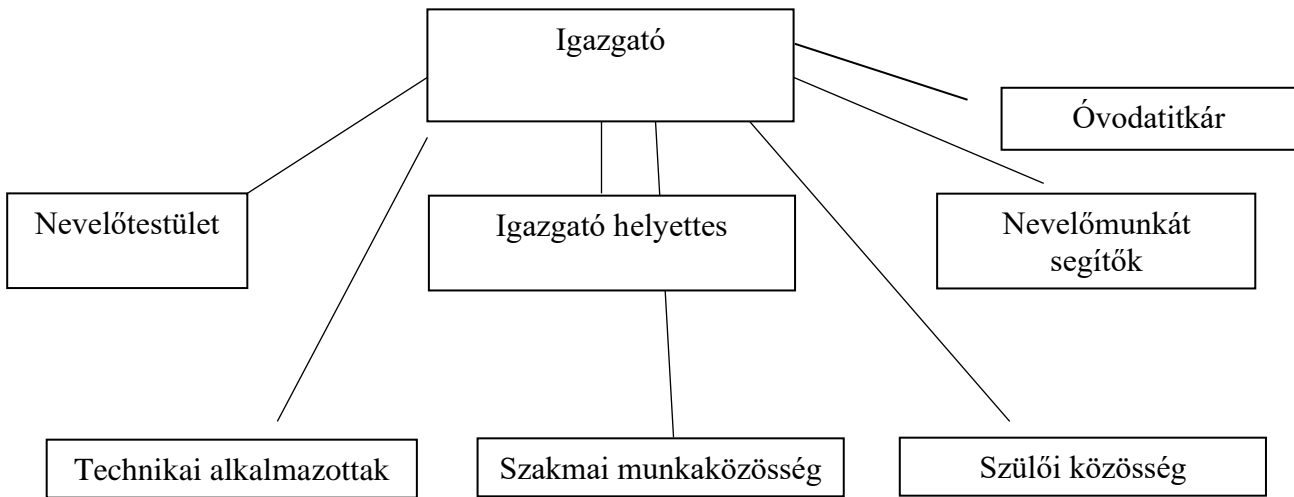 Igazgató
Óvodatitkár
Nevelőtestület
Igazgató helyettes
Nevelőmunkát
segítők
Technikai alkalmazottak
Szakmai munkaközösség
Szülői közösség